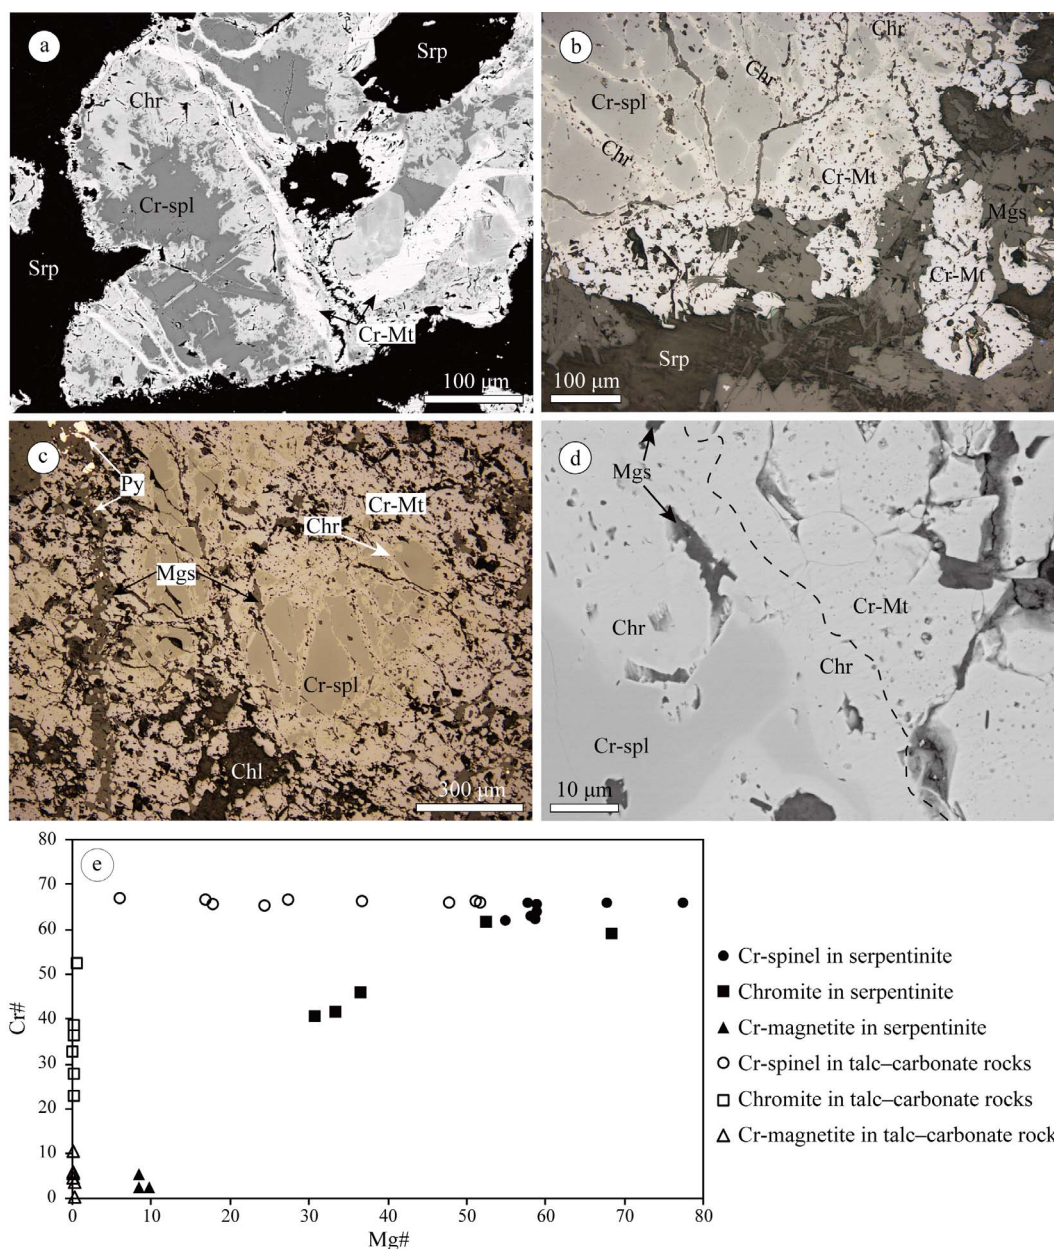 a
Srp
Chr
Cr-spl
Srp
Cr-Mt
100 μm
b
Chr
Chr
Cr-spl
Chr
Cr-Mt
Mgs
Cr-Mt
Srp
100 μm
c
Py
Cr-Mt
Chr
Mgs
Cr-spl
Chl
300 μm
d
Mgs
Cr-Mt
Chr
Chr
Cr-spl
10 μm
e
80
70
60
50
40
30
20
10
0
Cr#
0 10 20 30 40 50 60 70 80
Mg#
Cr-spinel in serpentinite
Chromite in serpentinite
Cr-magnetite in serpentinite
Cr-spinel in talc–carbonate rocks
Chromite in talc–carbonate rocks
Cr-magnetite in talc–carbonate rock